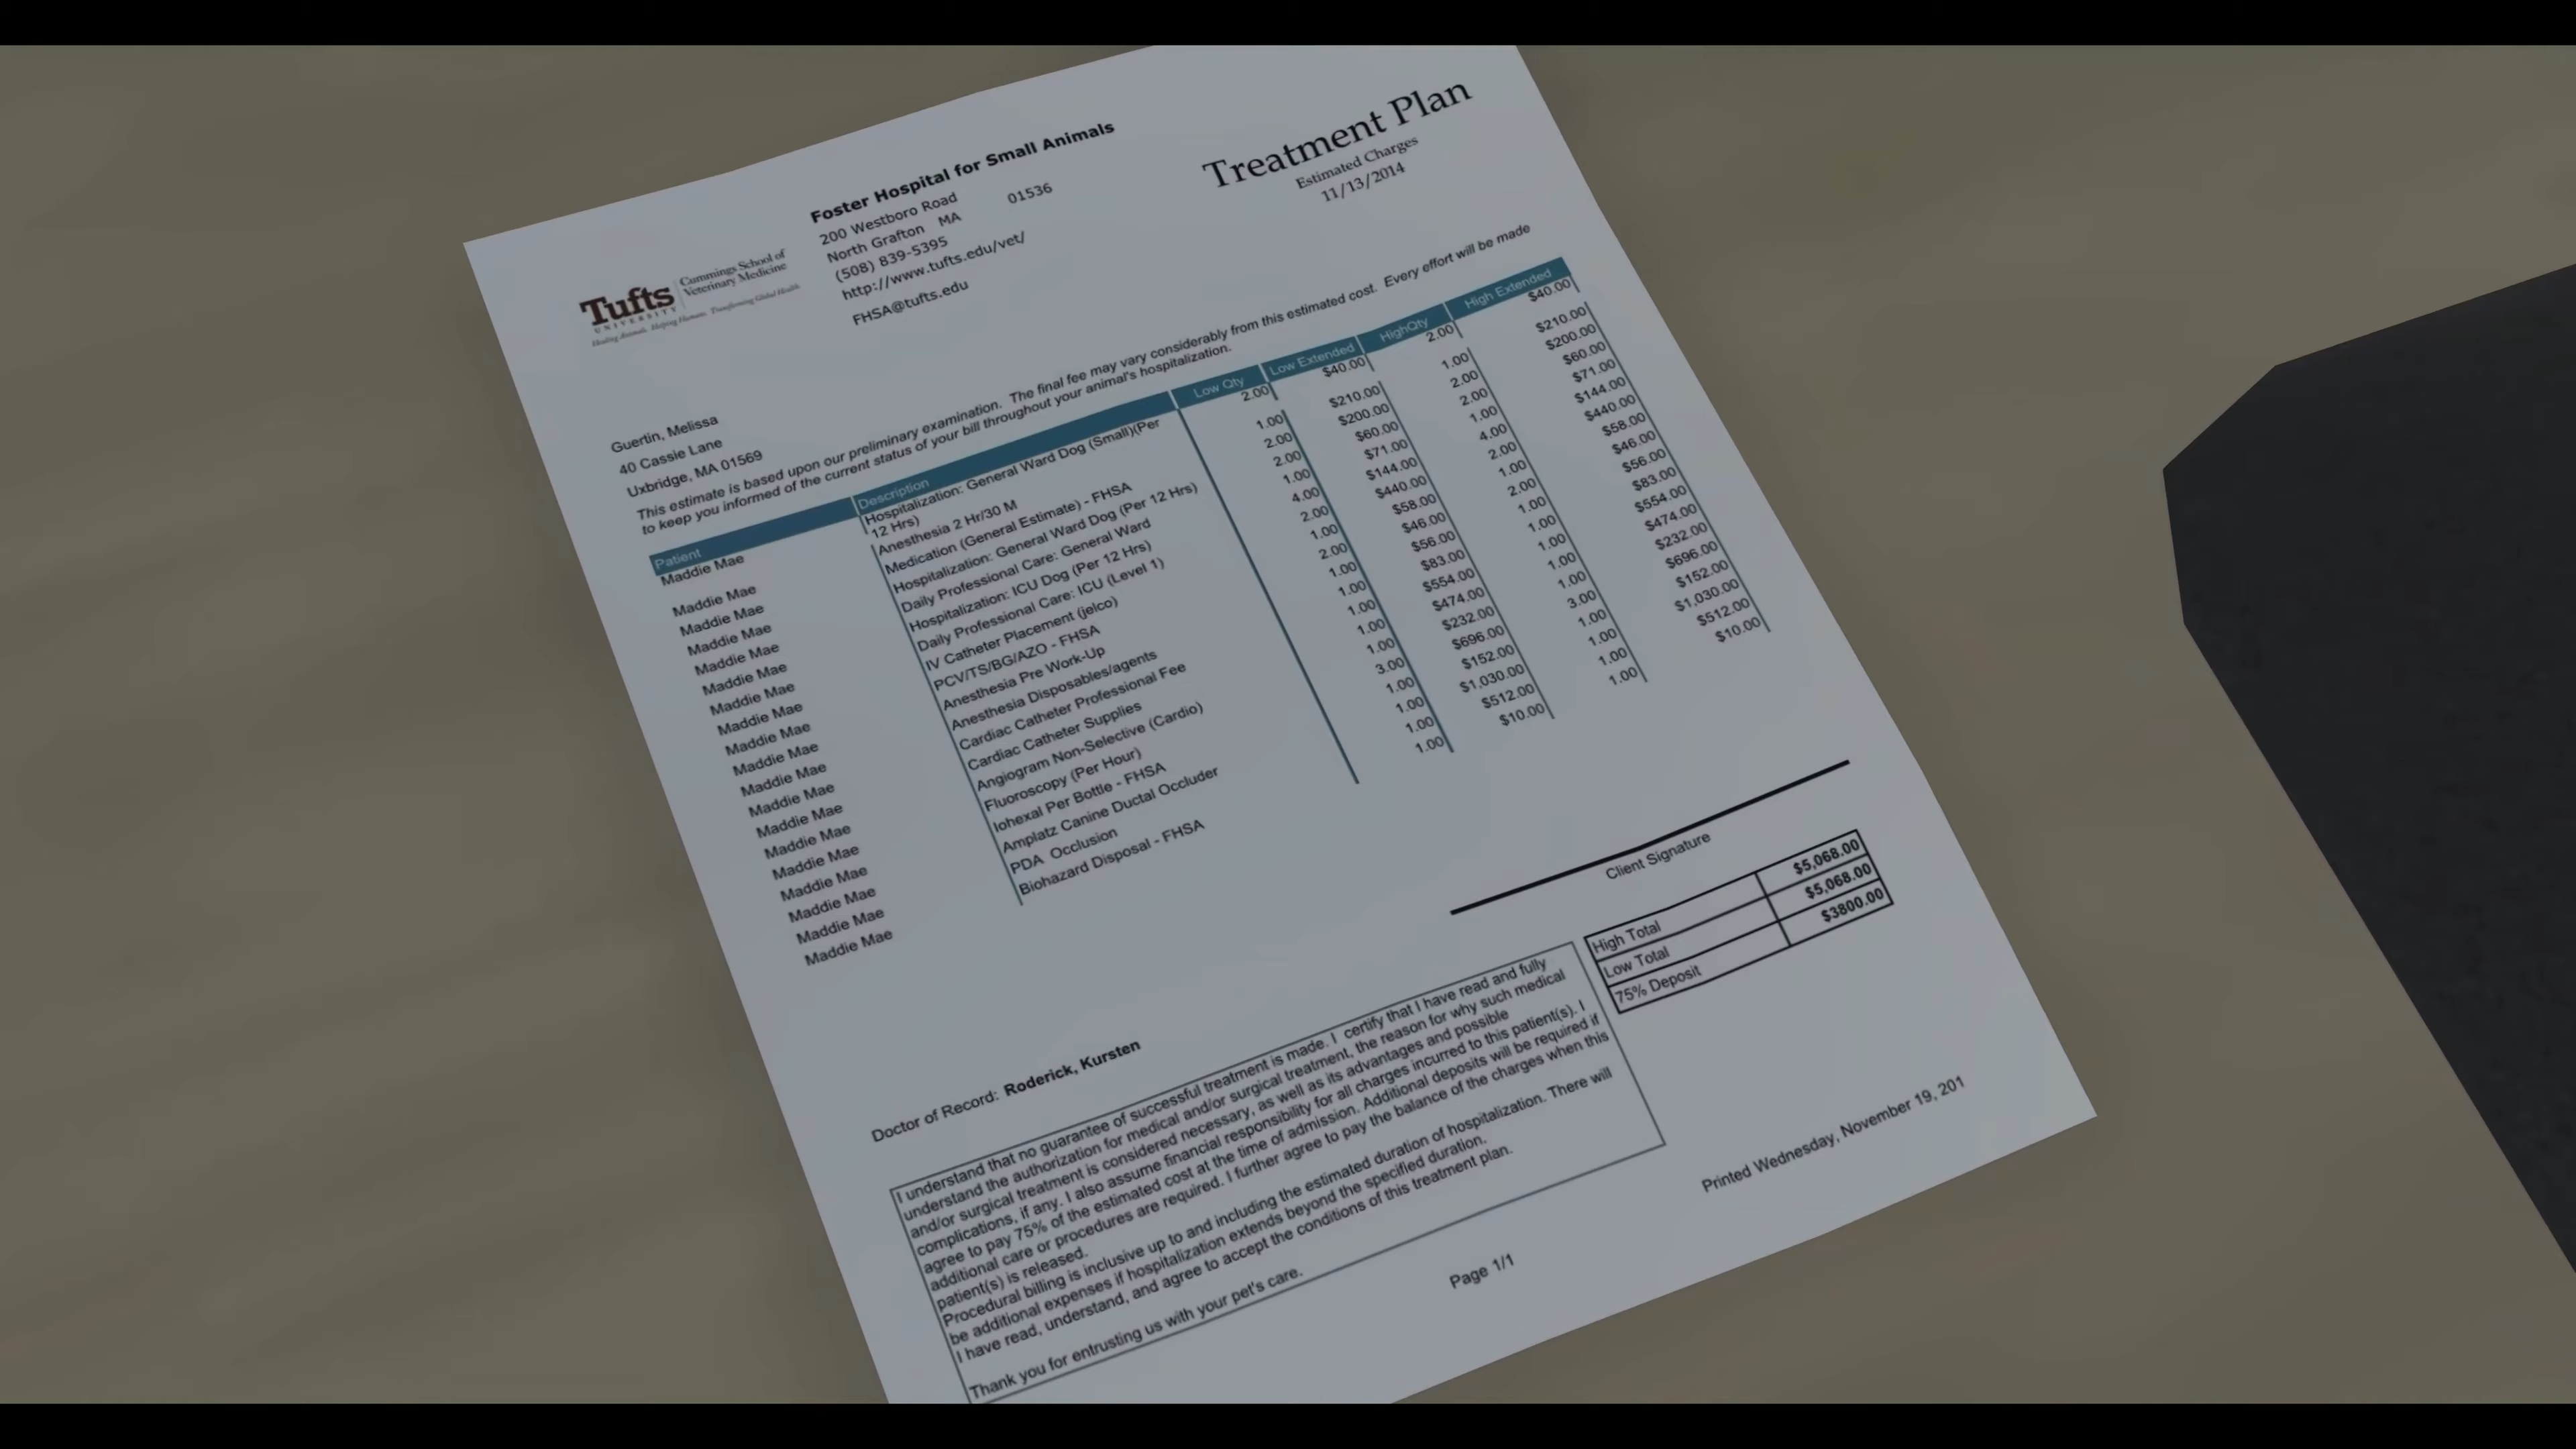 Foster Hospital for Small Animals
200 Westboro Road
North Grafton MA 01536
(508) 839-5395
http://www.tufts.edu/vet/
FHSA@tufts.edu
Treatment Plan
Estimated Charges
11/13/2014
Tufts
UNIVERSITY
Cummings School of
Veterinary Medicine
Healing Animals. Helping Humans. Transforming Global Health.
Guertin, Melissa
40 Cassie Lane
Uxbridge, MA 01569
This estimate is based upon our preliminary examination. The final fee may vary considerably from this estimated cost. Every effort will be made
to keep you informed of the current status of your bill throughout your animal's hospitalization.
Patient Description Low Qty Low Extended HighQty High Extended
Maddie Mae Hospitalization: General Ward Dog (Small)(Per 2.00 $40.00 2.00 $40.00
12 Hrs)
Maddie Mae Anesthesia 2 Hr/30 M 1.00 $210.00 1.00 $210.00
Maddie Mae Medication (General Estimate) - FHSA 2.00 $200.00 2.00 $200.00
Maddie Mae Hospitalization: General Ward Dog (Per 12 Hrs) 2.00 $60.00 2.00 $60.00
Maddie Mae Daily Professional Care: General Ward 1.00 $71.00 1.00 $71.00
Maddie Mae Hospitalization: ICU Dog (Per 12 Hrs) 4.00 $144.00 4.00 $144.00
Maddie Mae Daily Professional Care: ICU (Level 1) 2.00 $440.00 2.00 $440.00
Maddie Mae IV Catheter Placement (jelco) 1.00 $58.00 1.00 $58.00
Maddie Mae PCV/TS/BG/AZO - FHSA 2.00 $46.00 2.00 $46.00
Maddie Mae Anesthesia Pre Work-Up 1.00 $56.00 1.00 $56.00
Maddie Mae Anesthesia Disposables/agents 1.00 $83.00 1.00 $83.00
Maddie Mae Cardiac Catheter Professional Fee 1.00 $554.00 1.00 $554.00
Maddie Mae Cardiac Catheter Supplies 1.00 $474.00 1.00 $474.00
Maddie Mae Angiogram Non-Selective (Cardio) 1.00 $232.00 1.00 $232.00
Maddie Mae Fluoroscopy (Per Hour) 3.00 $696.00 3.00 $696.00
Maddie Mae Iohexal Per Bottle - FHSA 1.00 $152.00 1.00 $152.00
Maddie Mae Amplatz Canine Ductal Occluder 1.00 $1,030.00 1.00 $1,030.00
Maddie Mae PDA Occlusion 1.00 $512.00 1.00 $512.00
Maddie Mae Biohazard Disposal - FHSA 1.00 $10.00 1.00 $10.00
Client Signature
High Total $5,068.00
Low Total $5,068.00
75% Deposit $3800.00
Doctor of Record: Roderick, Kursten
I understand that no guarantee of successful treatment is made. I certify that I have read and fully
understand the authorization for medical and/or surgical treatment, the reason for why such medical
and/or surgical treatment is considered necessary, as well as its advantages and possible
complications, if any. I also assume financial responsibility for all charges incurred to this patient(s). I
agree to pay 75% of the estimated cost at the time of admission. Additional deposits will be required if
additional care or procedures are required. I further agree to pay the balance of the charges when this
patient(s) is released.
Procedural billing is inclusive up to and including the estimated duration of hospitalization. There will
be additional expenses if hospitalization extends beyond the specified duration.
I have read, understand, and agree to accept the conditions of this treatment plan.
Thank you for entrusting us with your pet's care.
Page 1/1
Printed Wednesday, November 19, 201